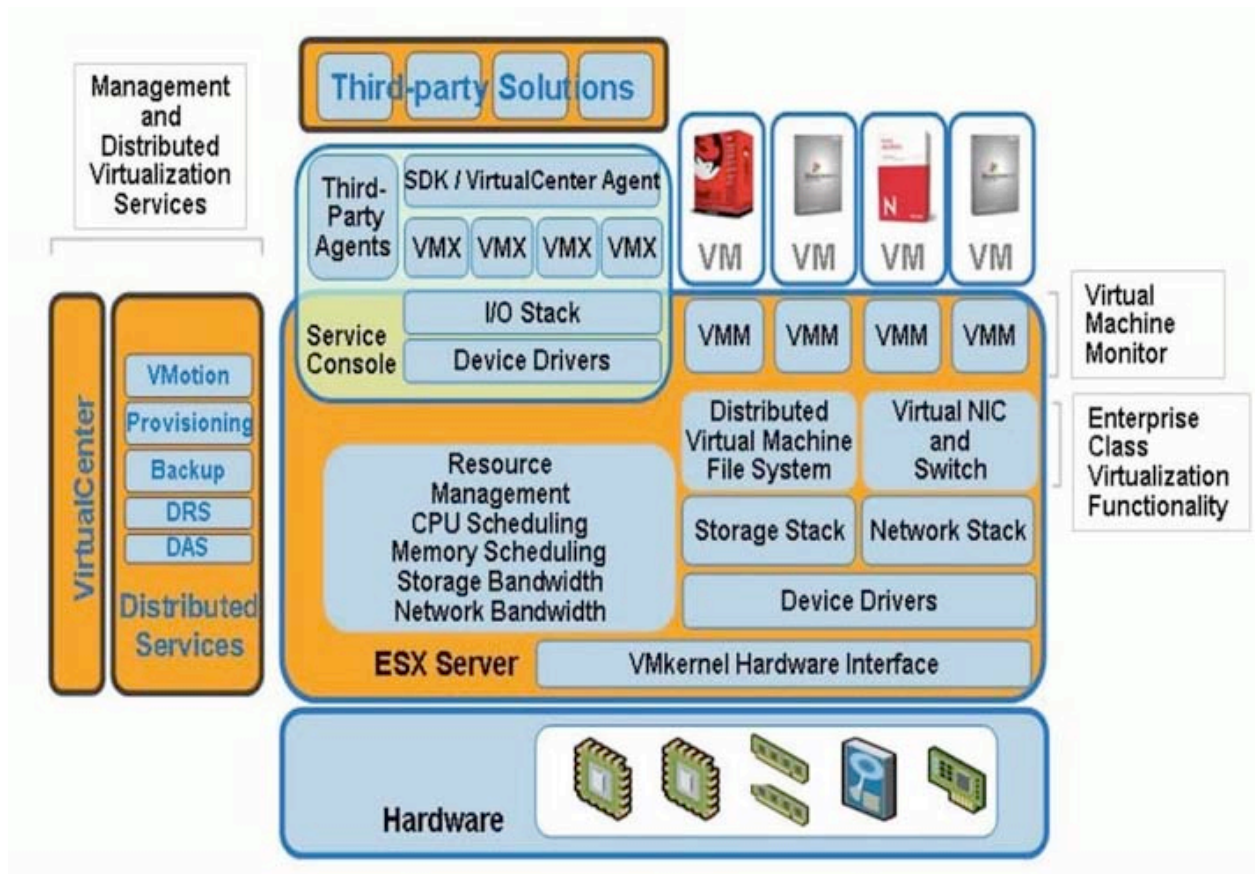 Third-party Solutions
Management
and
Distributed
Virtualization
Services
Third-
Party
Agents
SDK / VirtualCenter Agent
VMX
VMX
VMX
VMX
N
VM
VM
VM
VM
Service
Console
I/O Stack
Device Drivers
VMM
VMM
VMM
VMM
Virtual
Machine
Monitor
VirtualCenter
VMotion
Provisioning
Backup
DRS
DAS
Distributed
Services
Resource
Management
CPU Scheduling
Memory Scheduling
Storage Bandwidth
Network Bandwidth
Distributed
Virtual Machine
File System
Virtual NIC
and
Switch
Enterprise
Class
Virtualization
Functionality
Storage Stack
Network Stack
Device Drivers
ESX Server
VMkernel Hardware Interface
Hardware